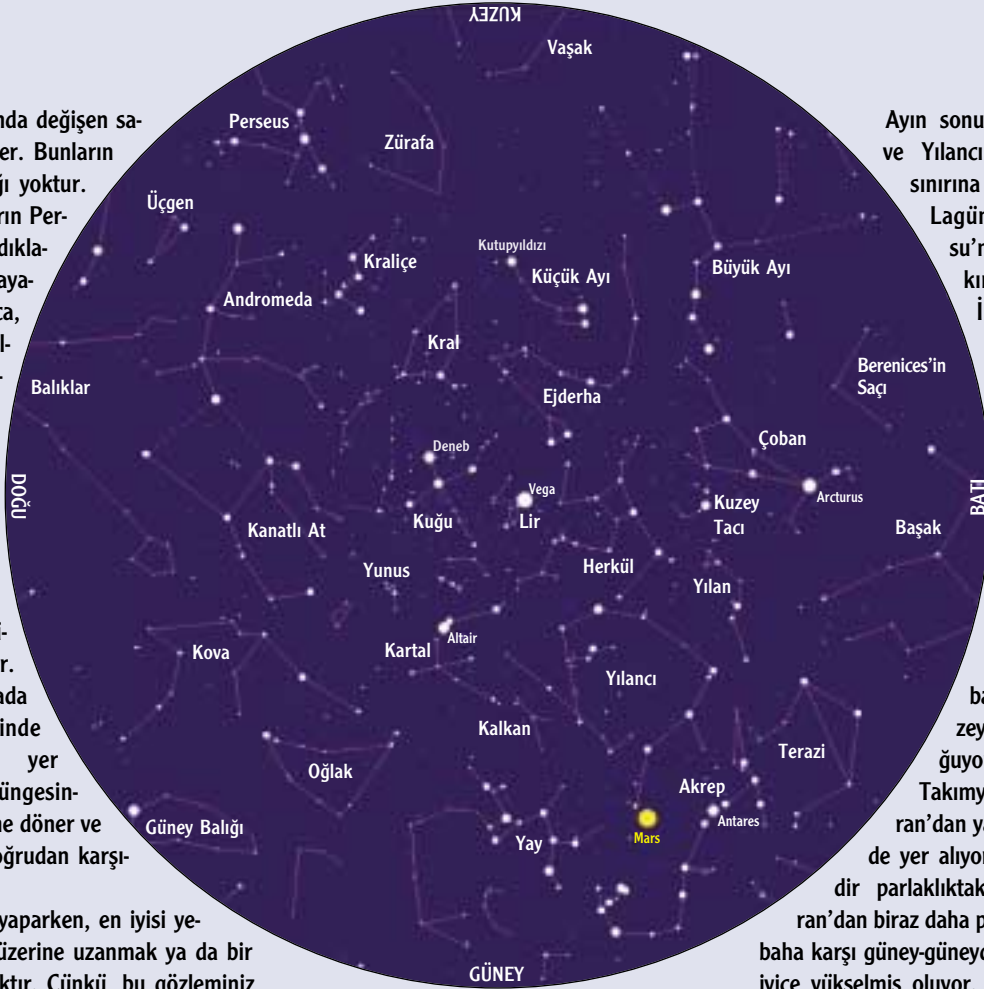 KUZEY
Vaşak
nda değişen sa-
er. Bunların
ğı yoktur.
rın Per-
dıkla-
aya-
ca,
l-
Ayın sonu
ve Yılancı
sınırına
Lagün
su'n
kın
Perseus
Zürafa
Üçgen
Kutupyıldızı
Kraliçe
Küçük Ayı
Büyük Ayı
Andromeda
Kral
Berenices'in
Saçı
Balıklar
Ejderha
Çoban
Deneb
DOĞU
Vega
Arcturus
BATI
Kanatlı At
Kuğu
Lir
Kuzey
Tacı
Başak
Yunus
Herkül
Yılan
Altair
Kova
Kartal
Yılancı
i-
r.
ada
inde
yer
üngesin-
ne döner ve
oğrudan karşı-
Kalkan
Terazi
Oğlak
Akrep
Antares
Mars
Güney Balığı
Yay
ba
zey
ğuyo
Takımy
ran'dan ya
de yer alıyor
dir parlaklıktak
ran'dan biraz daha p
baha karşı güney-güneyd
iyice yükselmiş oluyor.
yaparken, en iyisi ye-
üzerine uzanmak ya da bir
ktır. Çünkü, bu gözleminiz
GÜNEY